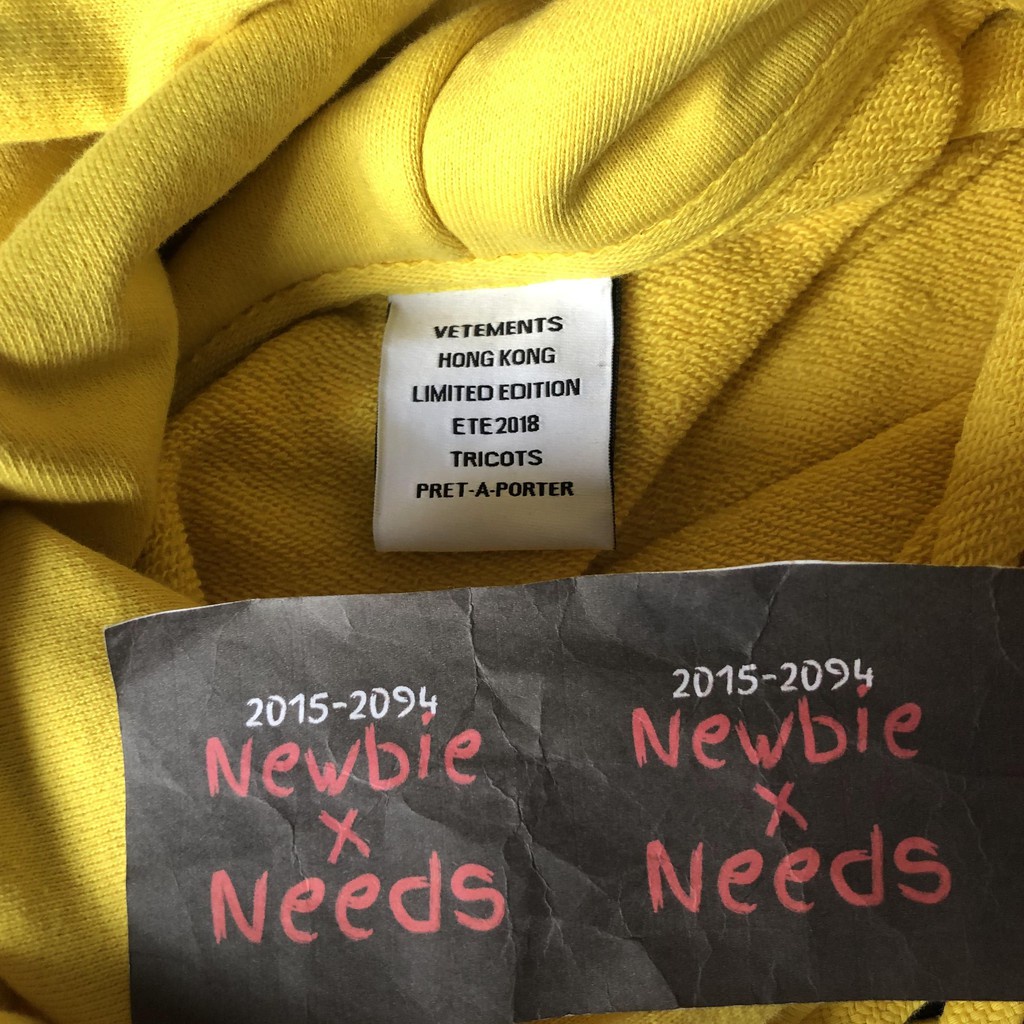 VETEMENTS
HONG KONG
LIMITED EDITION
ETE 2018
TRICOTS
PRET-A-PORTER
2015-2094
Newbie
x
Needs
2015-2094
Newbie
x
Needs